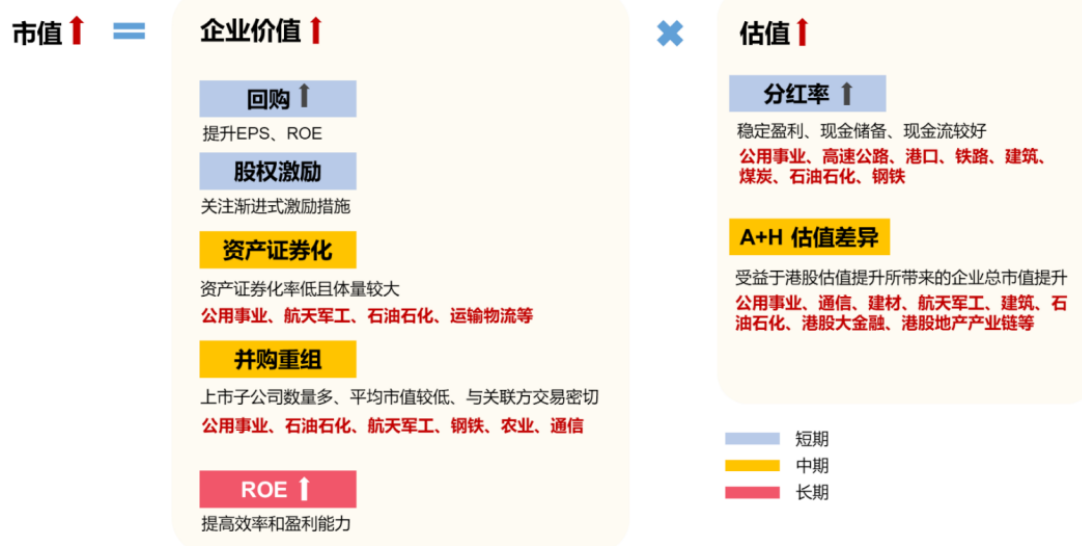 市值
企业价值
回购
提升EPS、ROE
股权激励
关注渐进式激励措施
资产证券化
资产证券化率低且体量较大
公用事业、航天军工、石油石化、运输物流等
并购重组
上市子公司数量多、平均市值较低、与关联方交易密切
公用事业、石油石化、航天军工、钢铁、农业、通信
ROE
提高效率和盈利能力
估值
分红率
稳定盈利、现金储备、现金流较好
公用事业、高速公路、港口、铁路、建筑、
煤炭、石油石化、钢铁
A+H 估值差异
受益于港股估值提升所带来的企业总市值提升
公用事业、通信、建材、航天军工、建筑、石
油石化、港股大金融、港股地产产业链等
短期
中期
长期